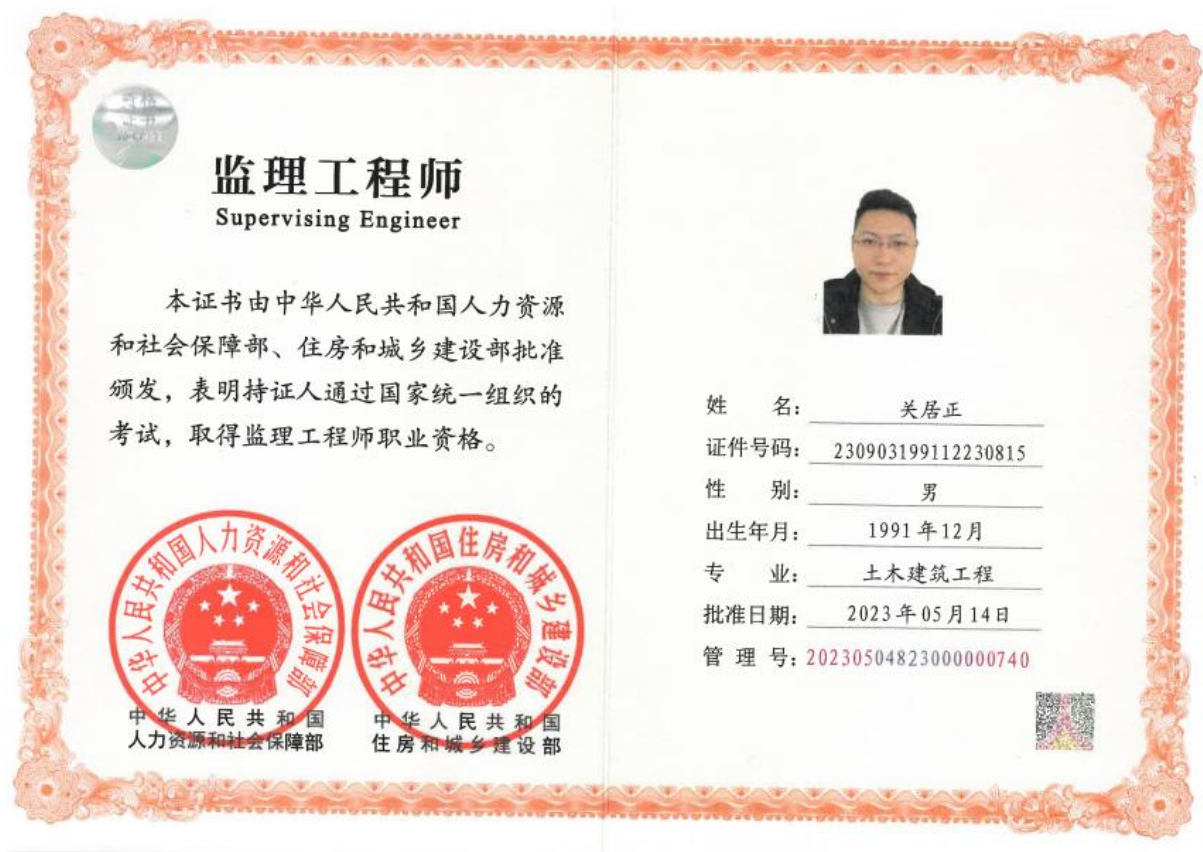 监理工程师
Supervising Engineer
本证书由中华人民共和国人力资源
和社会保障部、住房和城乡建设部批准
颁发，表明持证人通过国家统一组织的
考试，取得监理工程师职业资格。
中华人民共和国人力资源和社会保障部
中华人民共和国
人力资源和社会保障部
中华人民共和国住房和城乡建设部
中华人民共和国
住房和城乡建设部
姓 名：关居正
证件号码：230903199112230815
性 别：男
出生年月：1991年12月
专 业：土木建筑工程
批准日期：2023年05月14日
管 理 号：20230504823000000740